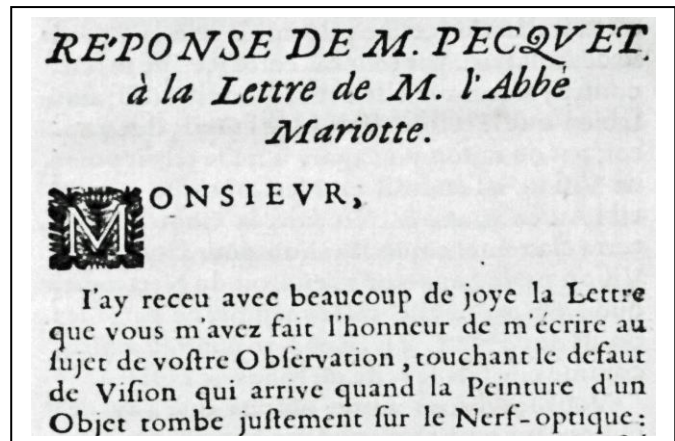 RE'PONSE DE M. PECQVET.
à la Lettre de M. l'Abbé
Mariotte.
MONSIEVR,
I'ay receu avec beaucoup de joye la Lettre
que vous m'avez fait l'honneur de m'écrire au
ſujet de voſtre Obſervation, touchant le defaut
de Viſion qui arrive quand la Peinture d'un
Objet tombe juſtement ſur le Nerf-optique: